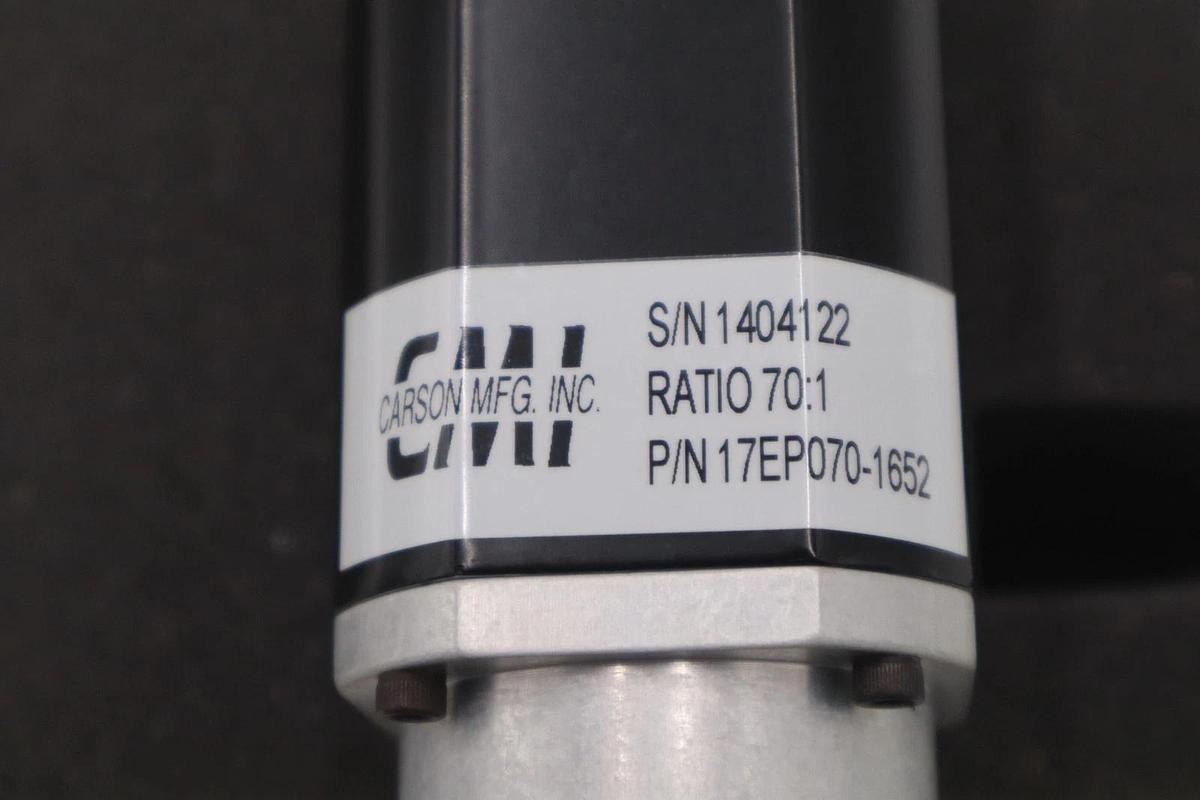 CMI
CARSON MFG. INC.
S/N 1404122
RATIO 70:1
P/N 17EP070-1652